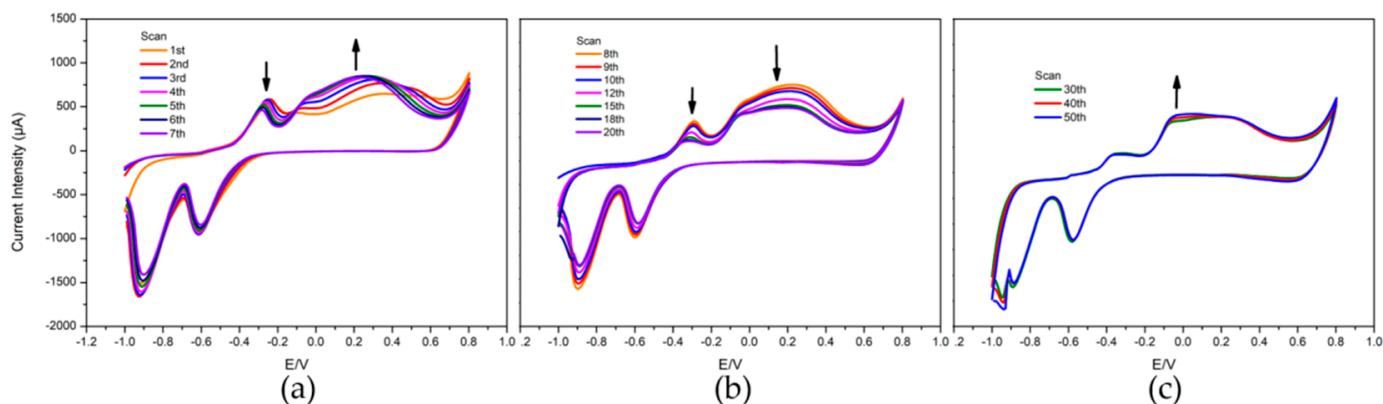 1500
1000
500
0
-500
-1000
-1500
-2000
Current Intensity (μA)
Scan
1st
2nd
3rd
4th
5th
6th
7th
-1.2 -1.0 -0.8 -0.6 -0.4 -0.2 0.0 0.2 0.4 0.6 0.8 1.0
E/V
(a)
Scan
8th
9th
10th
12th
15th
18th
20th
-1.2 -1.0 -0.8 -0.6 -0.4 -0.2 0.0 0.2 0.4 0.6 0.8 1.0
E/V
(b)
Scan
30th
40th
50th
.2 -1.0 -0.8 -0.6 -0.4 -0.2 0.0 0.2 0.4 0.6 0.8 1.0
E/V
(c)